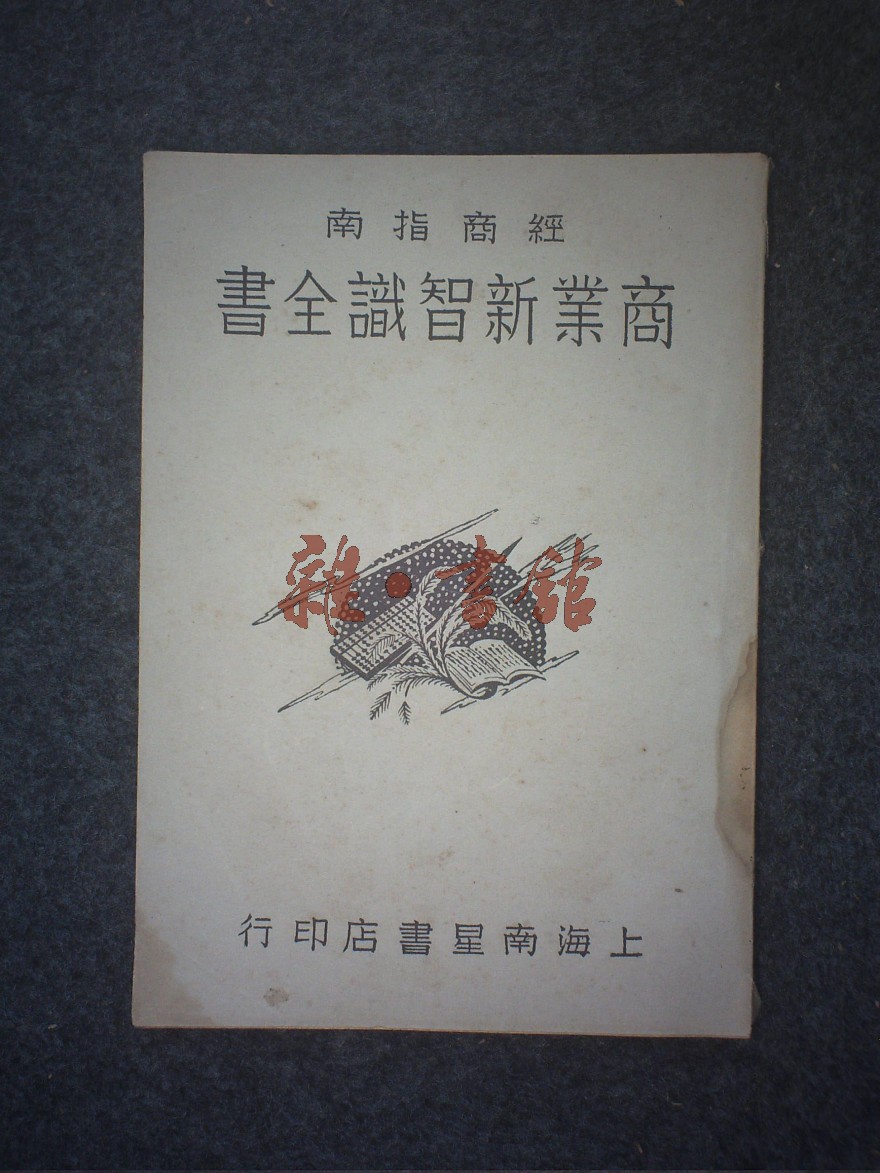 經商指南
商業新智識全書
雜·書館
上海南星書店印行